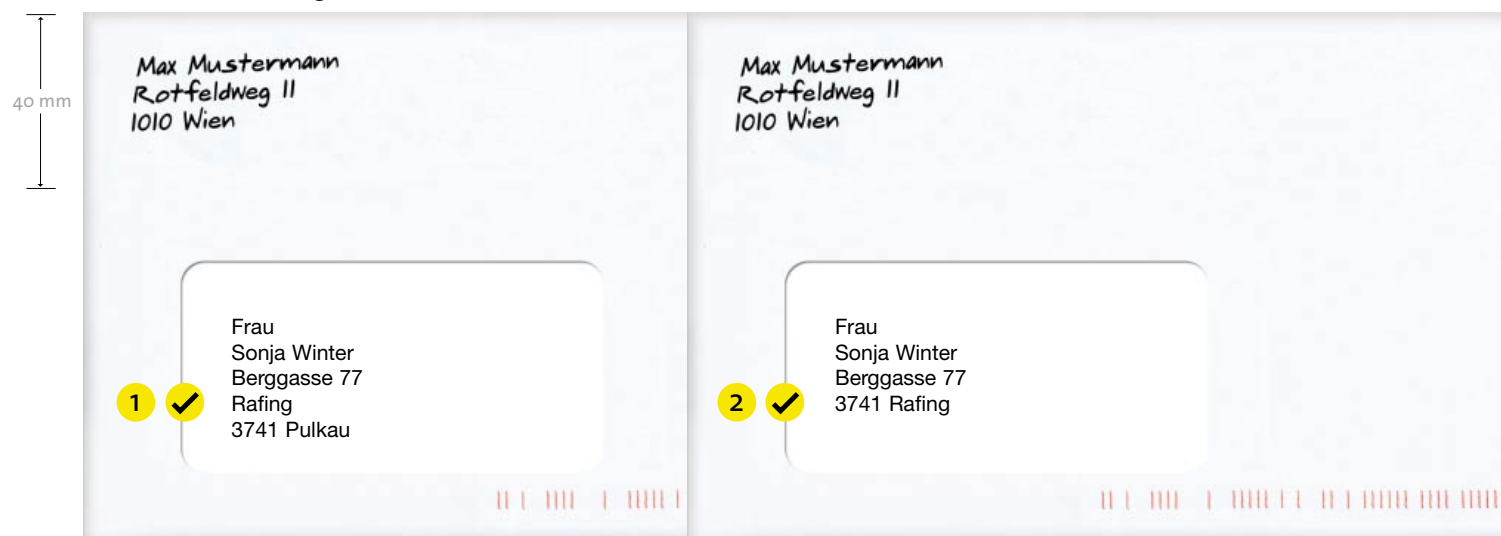 40 mm
Max Mustermann
Rotfeldweg 11
1010 Wien
Frau
Sonja Winter
Berggasse 77
1
Rafing
3741 Pulkau
Max Mustermann
Rotfeldweg 11
1010 Wien
Frau
Sonja Winter
Berggasse 77
2
3741 Rafing